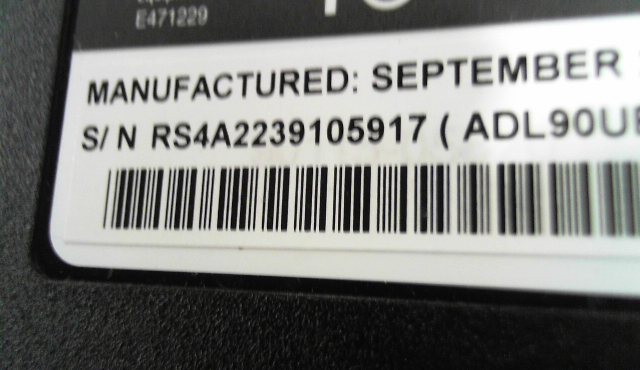 E471229
MANUFACTURED: SEPTEMBER
S/ N RS4A2239105917 ( ADL90U